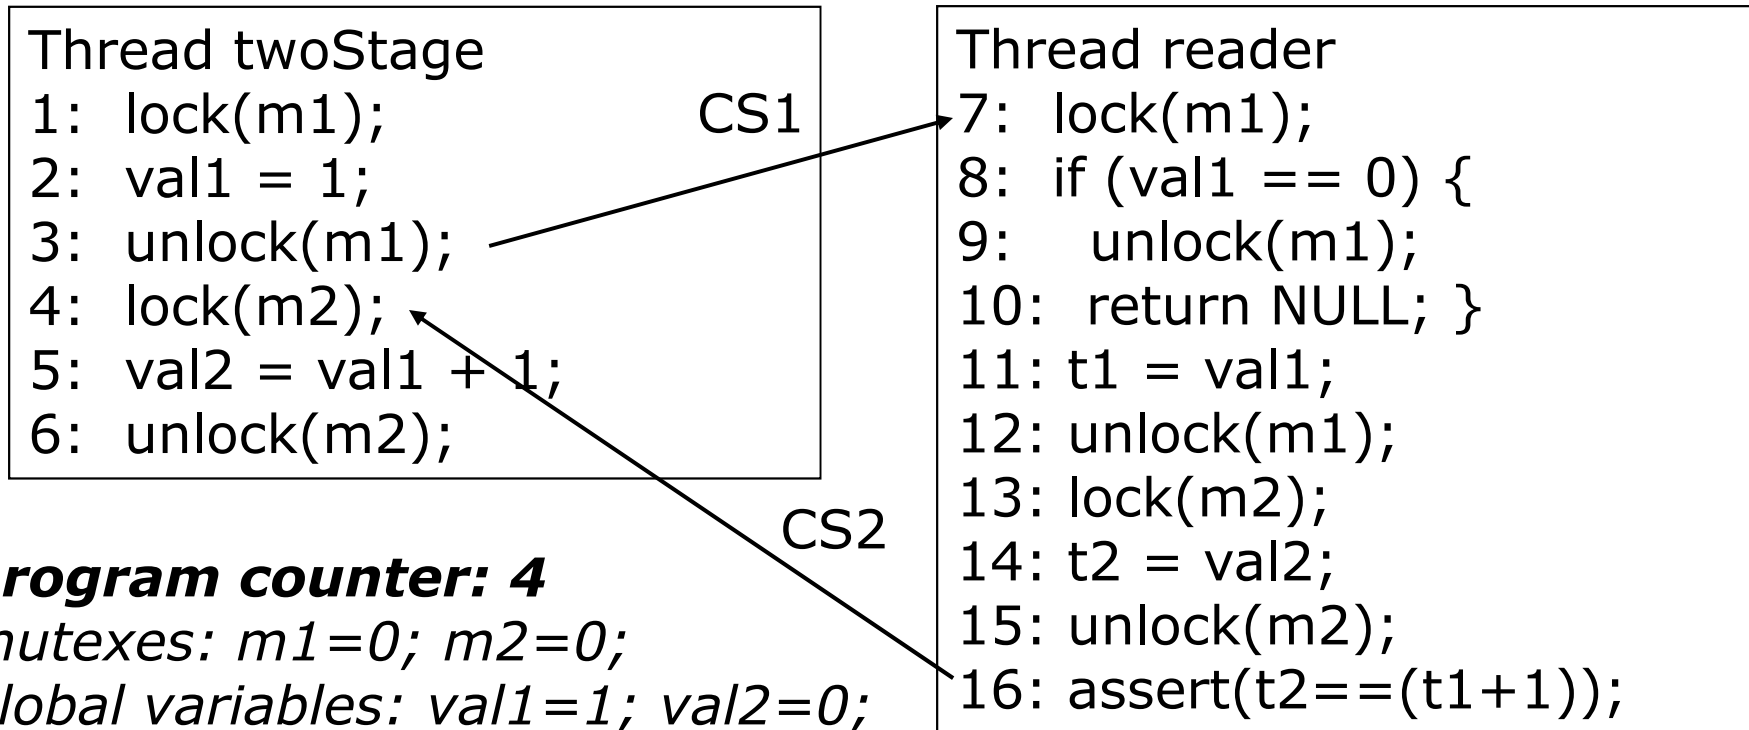 Thread twoStage
1: lock(m1);
2: val1 = 1;
3: unlock(m1);
4: lock(m2);
5: val2 = val1 + 1;
6: unlock(m2);
CS1
CS2
Thread reader
7: lock(m1);
8: if (val1 == 0) {
9: unlock(m1);
10: return NULL; }
11: t1 = val1;
12: unlock(m1);
13: lock(m2);
14: t2 = val2;
15: unlock(m2);
16: assert(t2==(t1+1));
rogram counter: 4
nutexes: m1=0; m2=0;
lobal variables: val1=1; val2=0;